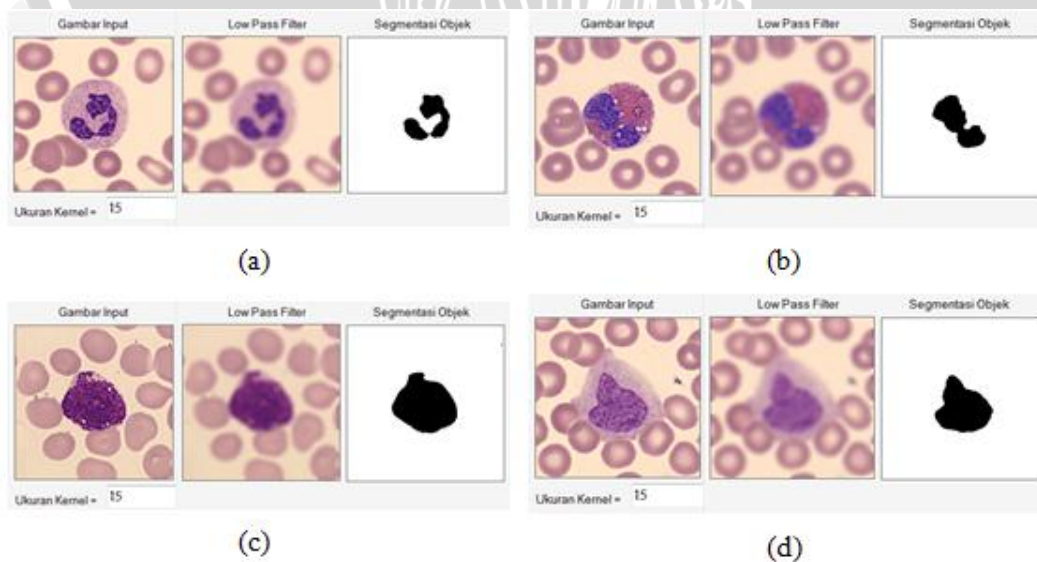 Gambar Input Low Pass Filter Segmentasi Objek
Ukuran Kernel = 15
(a)
Gambar Input Low Pass Filter Segmentasi Objek
Ukuran Kernel = 15
(b)
Gambar Input Low Pass Filter Segmentasi Objek
Ukuran Kernel = 15
(c)
Gambar Input Low Pass Filter Segmentasi Objek
Ukuran Kernel = 15
(d)